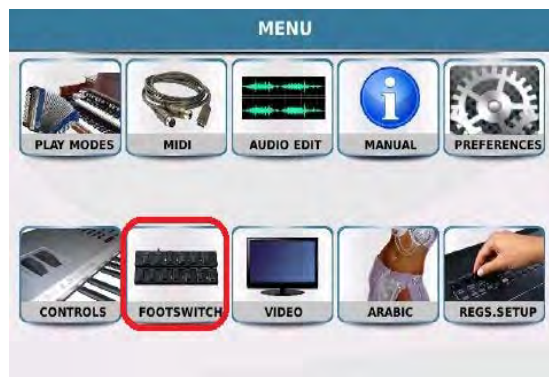 MENU
PLAY MODES
MIDI
AUDIO EDIT
MANUAL
PREFERENCES
CONTROLS
FOOTSWITCH
VIDEO
ARABIC
REGS.SETUP